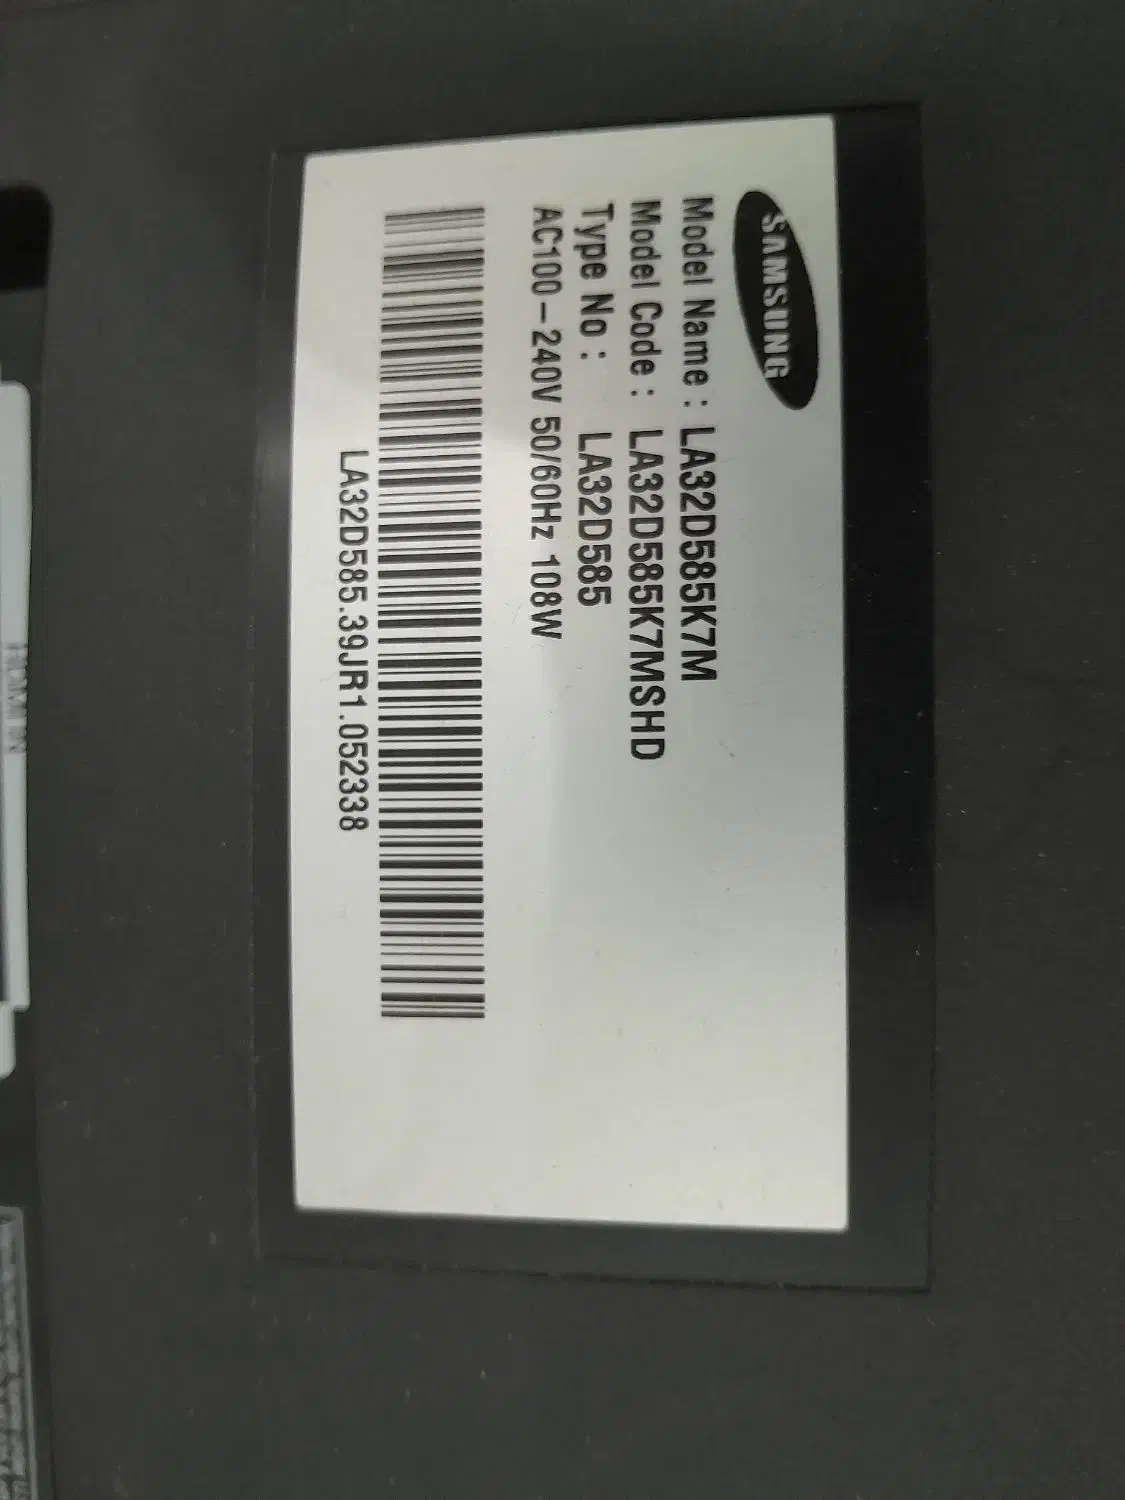 SAMSUNG
Model Name : LA32D585K7M
Model Code : LA32D585K7MSHD
Type No : LA32D585
AC100-240V 50/60Hz 108W
LA32D585.39JR1.052338